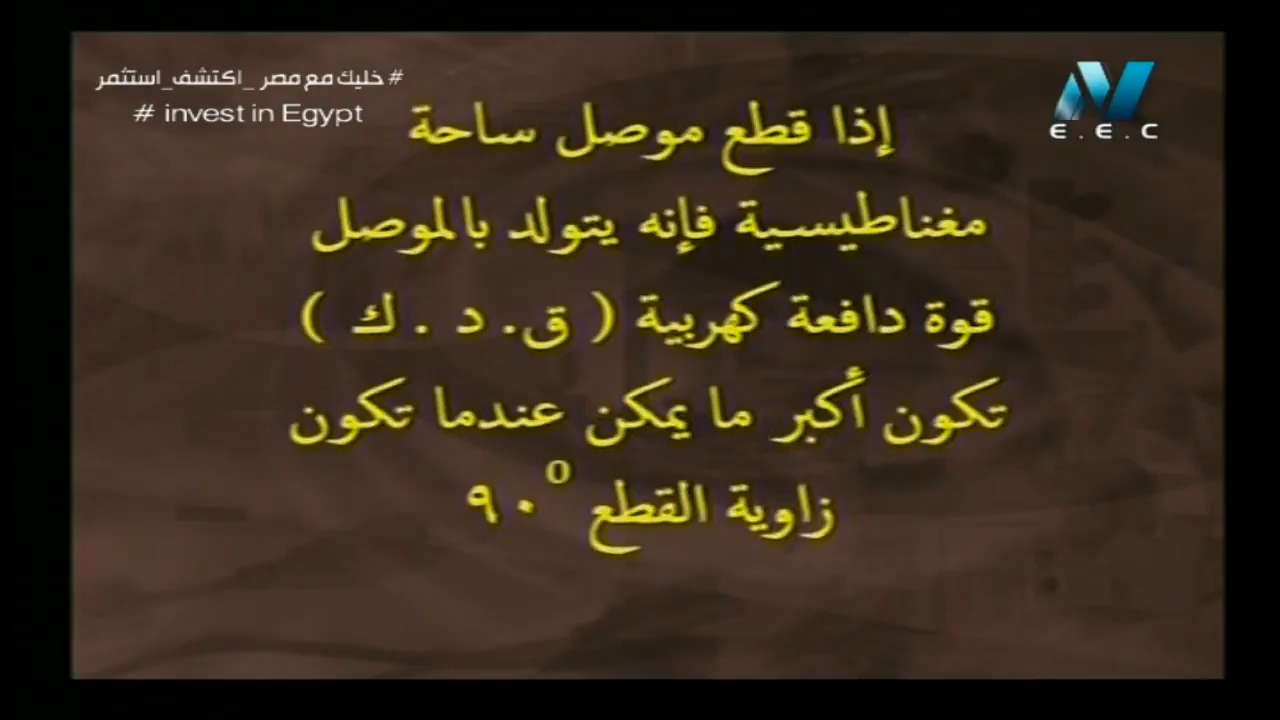 #خليك مع مصر_اكتشف_استثمر
# invest in Egypt
E.E.C
إذا قطع موصل ساحة
مغناطيسية فإنه يتولد بالموصل
قوة دافعة كهربية ( ق. د . ك )
تكون أكبر ما يمكن عندما تكون
زاوية القطع ٩٠°